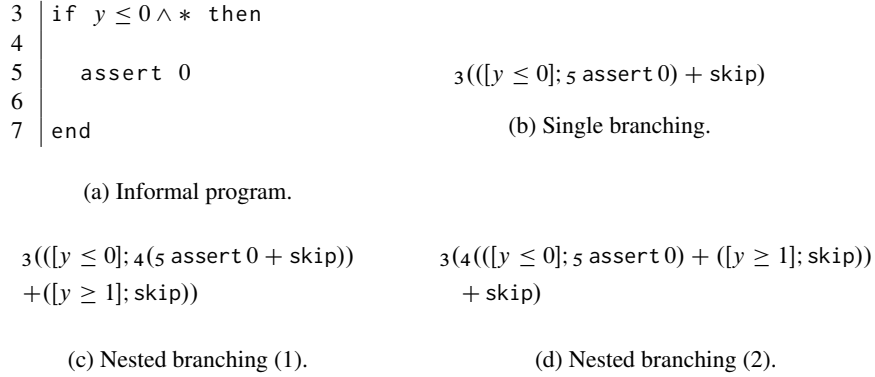 3 if y ≤ 0 ∧ * then
4
5 assert 0
6
7 end
(a) Informal program.
₃(([y ≤ 0]; ₅ assert 0) + skip)
(b) Single branching.
₃(([y ≤ 0]; ₄(₅ assert 0 + skip))
+([y ≥ 1]; skip))
(c) Nested branching (1).
₃(₄(([y ≤ 0]; ₅ assert 0) + ([y ≥ 1]; skip))
+ skip)
(d) Nested branching (2).